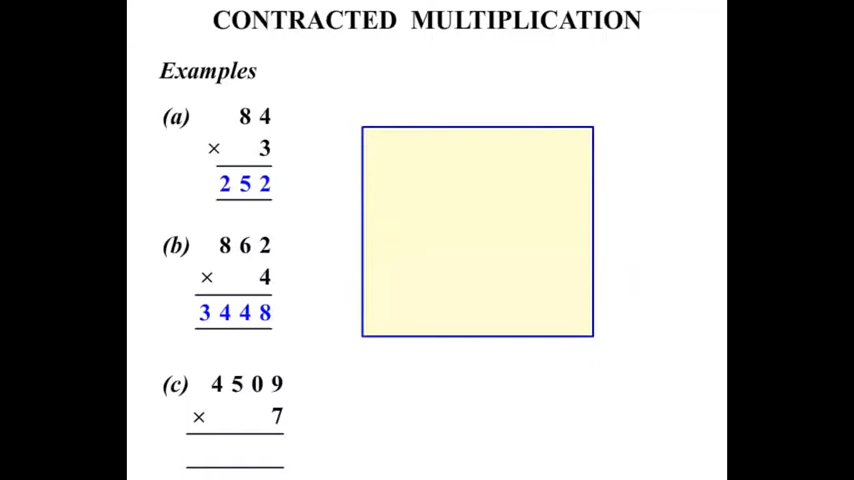 CONTRACTED MULTIPLICATION
Examples
(a) 8 4
× 3
2 5 2
(b) 8 6 2
× 4
3 4 4 8
(c) 4 5 0 9
× 7